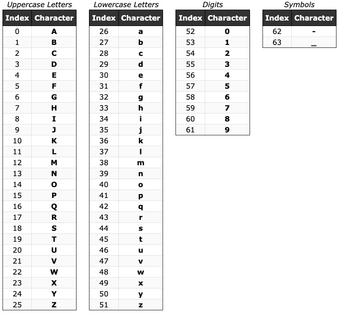 Uppercase Letters
Index Character
0 A
1 B
2 C
3 D
4 E
5 F
6 G
7 H
8 I
9 J
10 K
11 L
12 M
13 N
14 O
15 P
16 Q
17 R
18 S
19 T
20 U
21 V
22 W
23 X
24 Y
25 Z
Lowercase Letters
Index Character
26 a
27 b
28 c
29 d
30 e
31 f
32 g
33 h
34 i
35 j
36 k
37 l
38 m
39 n
40 o
41 p
42 q
43 r
44 s
45 t
46 u
47 v
48 w
49 x
50 y
51 z
Digits
Index Character
52 0
53 1
54 2
55 3
56 4
57 5
58 6
59 7
60 8
61 9
Symbols
Index Character
62 -
63 _